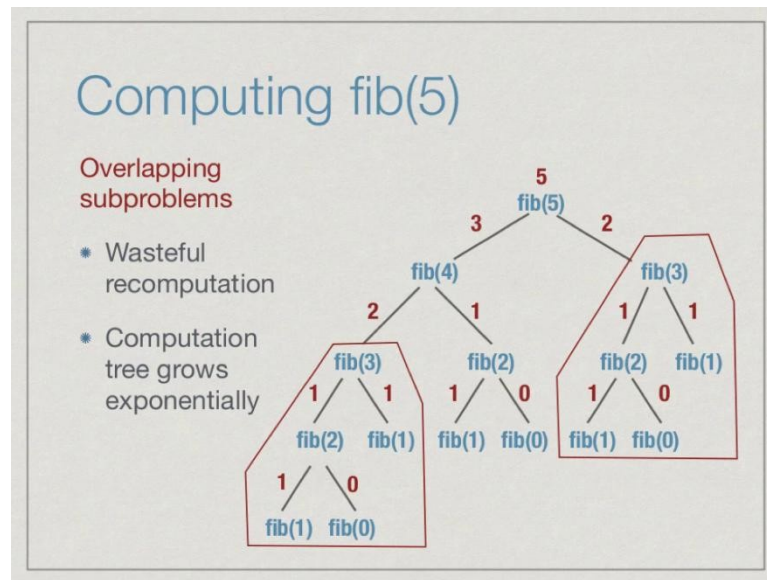 Computing fib(5)
Overlapping
subproblems
Wasteful
recomputation
Computation
tree grows
exponentially
5
fib(5)
3 2
fib(4) fib(3)
2 1 1 1
fib(3) fib(2) fib(2) fib(1)
1 1 1 0 1 0
fib(2) fib(1) fib(1) fib(0) fib(1) fib(0)
1 0
fib(1) fib(0)